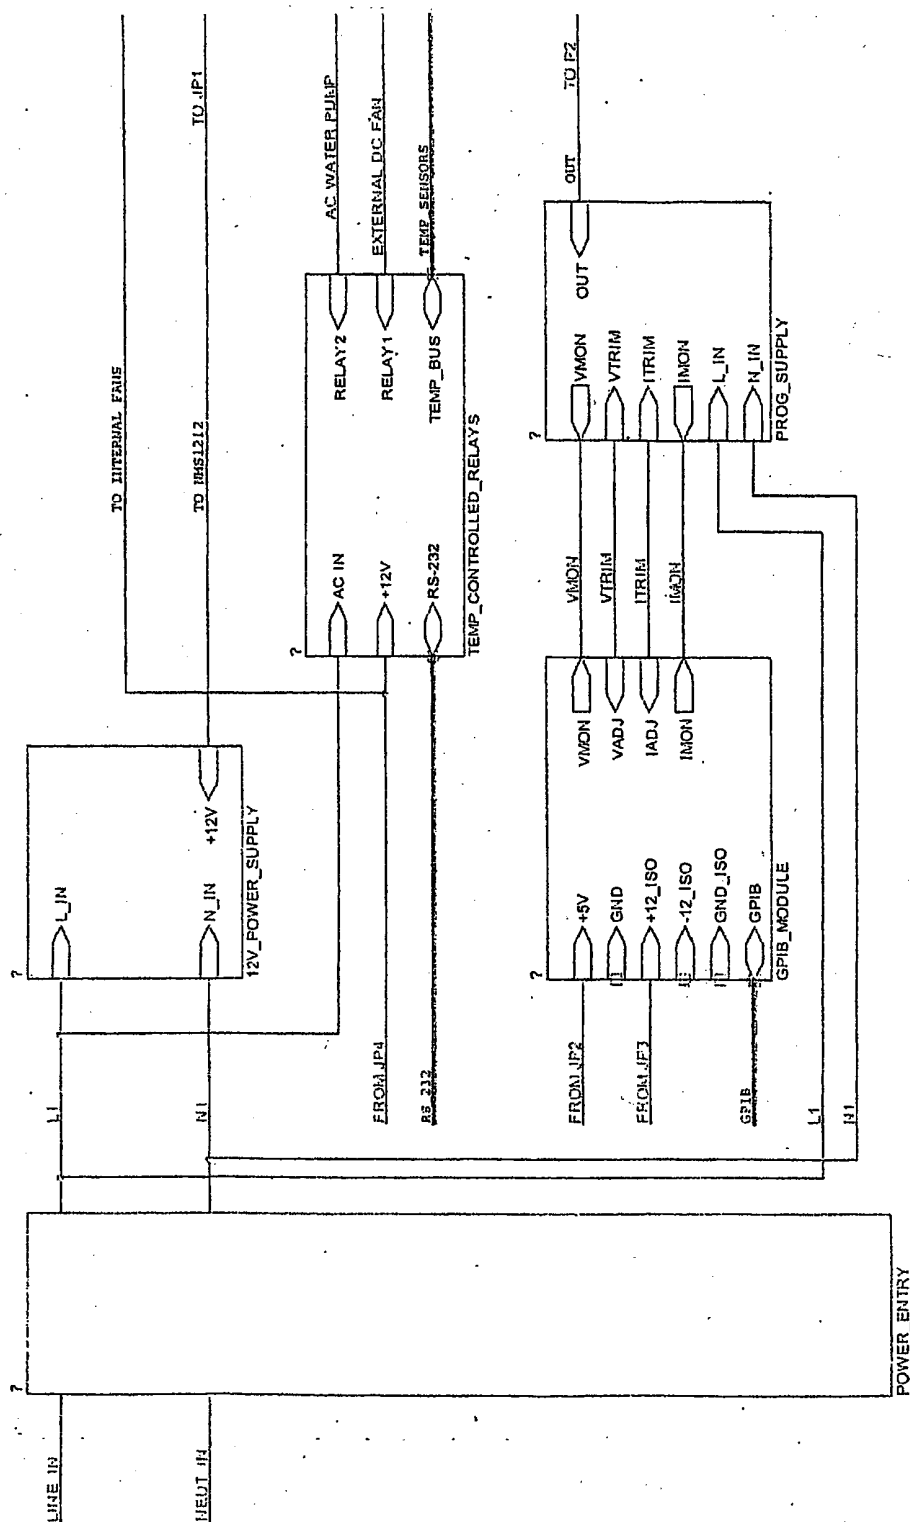 LINE IN
NEUT IN
?
POWER ENTRY
L1
N1
L1
N1
?
L_IN
N_IN
+12V
12V_POWER_SUPPLY
TO INTERNAL FANS
TO JP1
FROM JP4
RS_232
?
AC IN
+12V
RS-232
RELAY2
RELAY1
TEMP_BUS
TEMP_CONTROLLED_RELAYS
AC WATER PUMP
EXTERNAL DC FAN
TEMP SENSORS
FROM JP2
FROM JP3
GPIB
?
+5V
GND
+12_ISO
-12_ISO
GND_ISO
GPIB
VMON
VADJ
IADJ
IMON
GPIB_MODULE
VMON
VTRIM
ITRIM
IMON
?
VMON
VTRIM
ITRIM
IMON
L_IN
N_IN
OUT
PROG_SUPPLY
OUT
TO P2